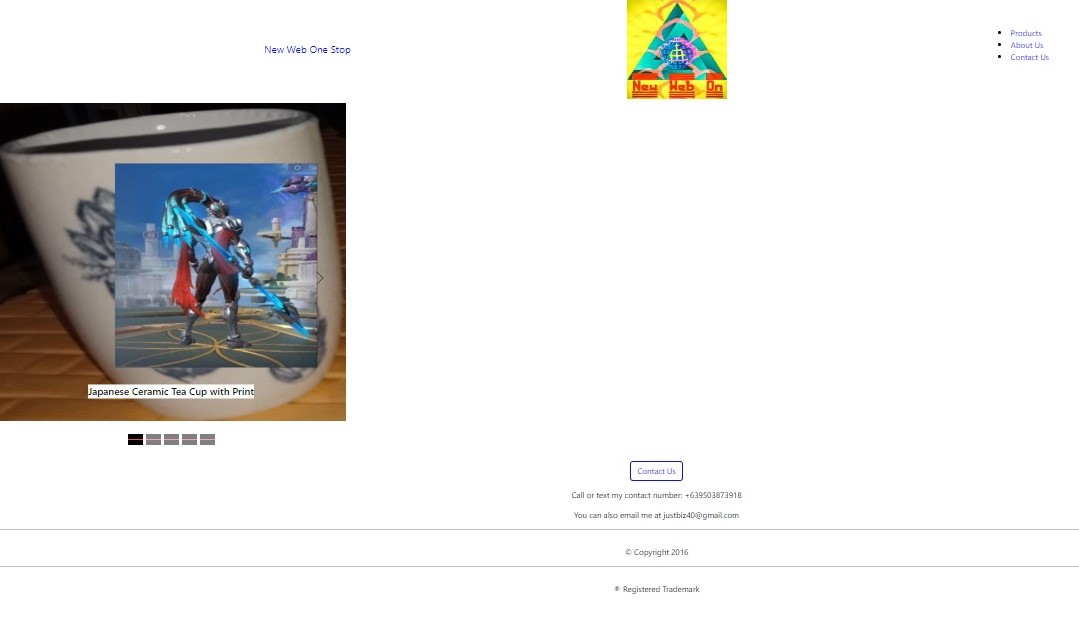 New Web One Stop
New Web On
Products
About Us
Contact Us
Japanese Ceramic Tea Cup with Print
Contact Us
Call or text my contact number: +639503873918
You can also email me at justbiz40@gmail.com
© Copyright 2016
® Registered Trademark